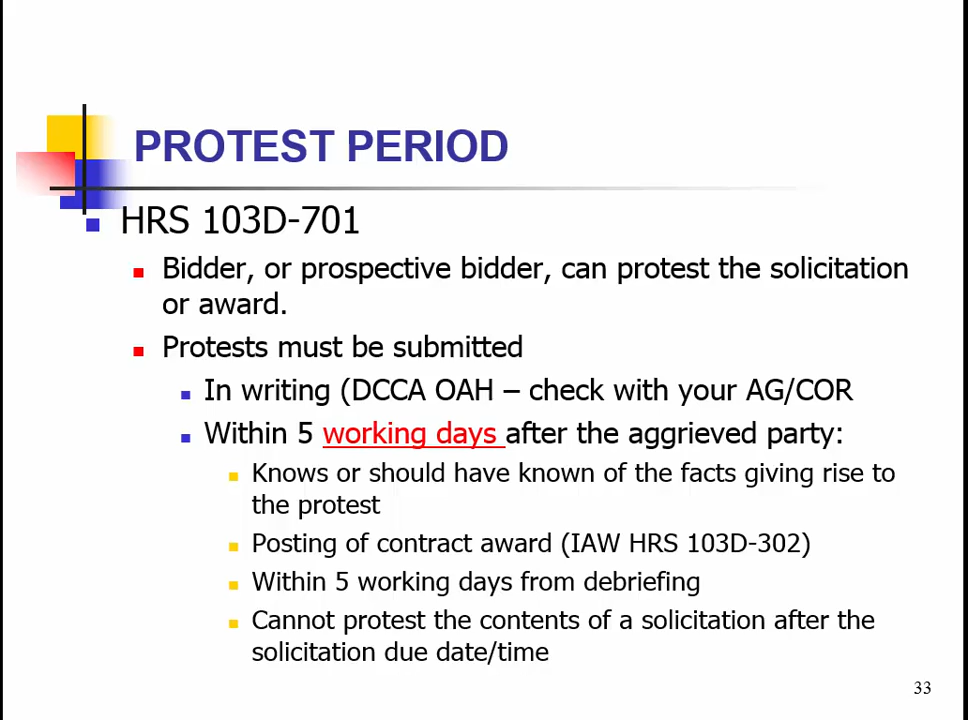 PROTEST PERIOD
HRS 103D-701
Bidder, or prospective bidder, can protest the solicitation
or award.
Protests must be submitted
In writing (DCCA OAH – check with your AG/COR
Within 5 working days after the aggrieved party:
Knows or should have known of the facts giving rise to
the protest
Posting of contract award (IAW HRS 103D-302)
Within 5 working days from debriefing
Cannot protest the contents of a solicitation after the
solicitation due date/time
33